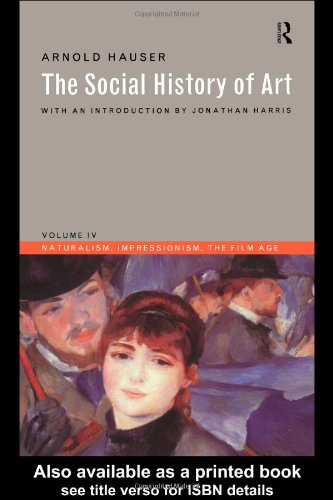 R
ARNOLD HAUSER
The Social History of Art
WITH AN INTRODUCTION BY JONATHAN HARRIS
VOLUME IV
NATURALISM, IMPRESSIONISM, THE FILM AGE
Also available as a printed book
see title verso for ISBN details